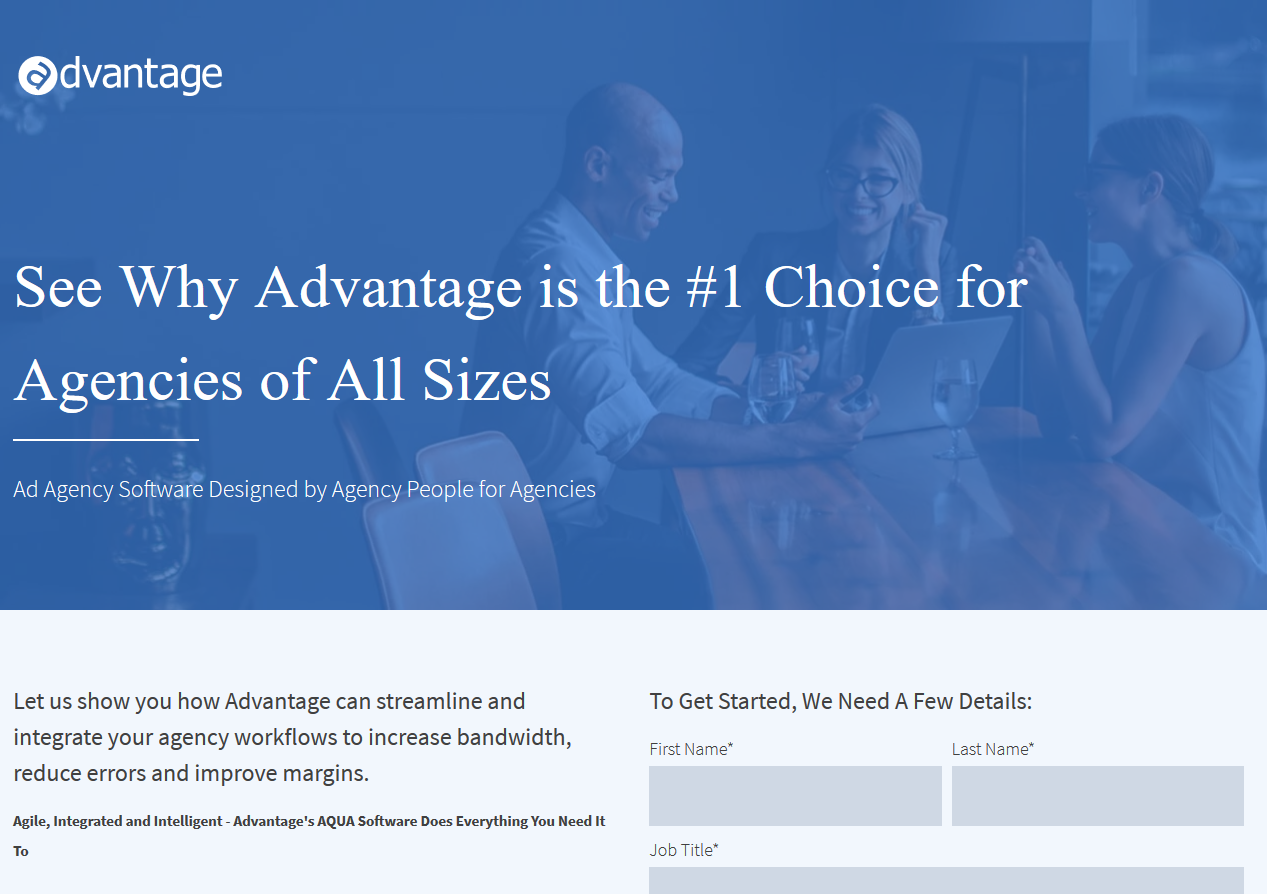 advantage
See Why Advantage is the #1 Choice for
Agencies of All Sizes
Ad Agency Software Designed by Agency People for Agencies
Let us show you how Advantage can streamline and
integrate your agency workflows to increase bandwidth,
reduce errors and improve margins.
Agile, Integrated and Intelligent - Advantage's AQUA Software Does Everything You Need It
To
To Get Started, We Need A Few Details:
First Name*
Last Name*
Job Title*